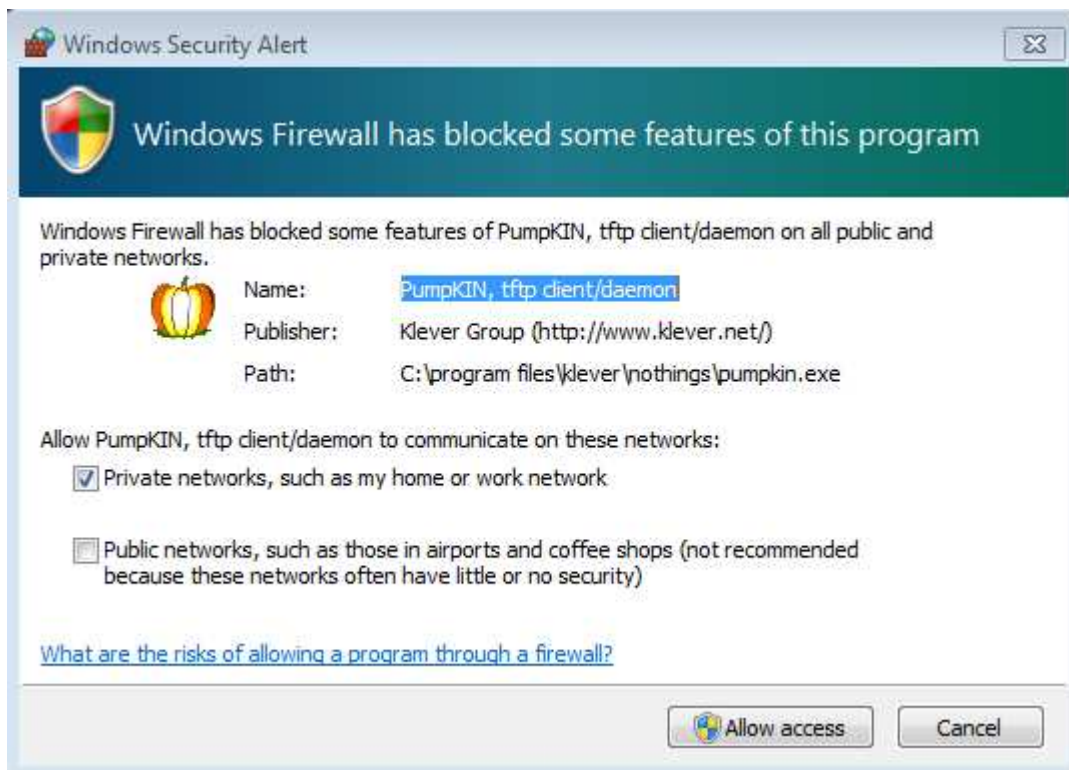 Windows Security Alert
Windows Firewall has blocked some features of this program
Windows Firewall has blocked some features of PumpKIN, tftp client/daemon on all public and
private networks.
Name: PumpKIN, tftp client/daemon
Publisher: Klever Group (http://www.klever.net/)
Path: C:\program files\klever\nothings\pumpkin.exe
Allow PumpKIN, tftp client/daemon to communicate on these networks:
Private networks, such as my home or work network
Public networks, such as those in airports and coffee shops (not recommended
because these networks often have little or no security)
What are the risks of allowing a program through a firewall?
Allow access Cancel